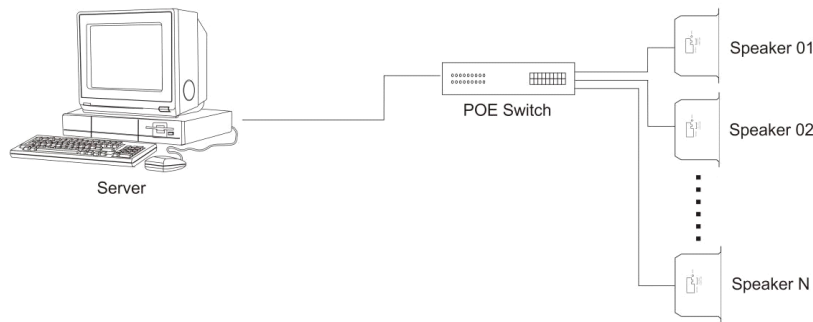 Speaker 01
POE Switch
Speaker 02
Server
Speaker N